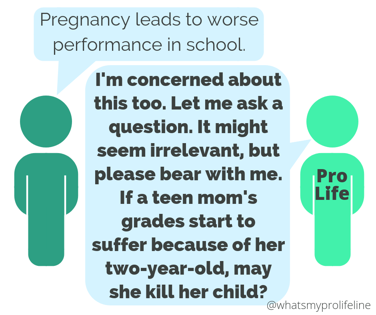 Pregnancy leads to worse
performance in school.
I'm concerned about
this too. Let me ask a
question. It might
seem irrelevant, but
please bear with me.
If a teen mom's
grades start to
suffer because of her
two-year-old, may
she kill her child?
Pro
Life
@whatsmyprolifeline